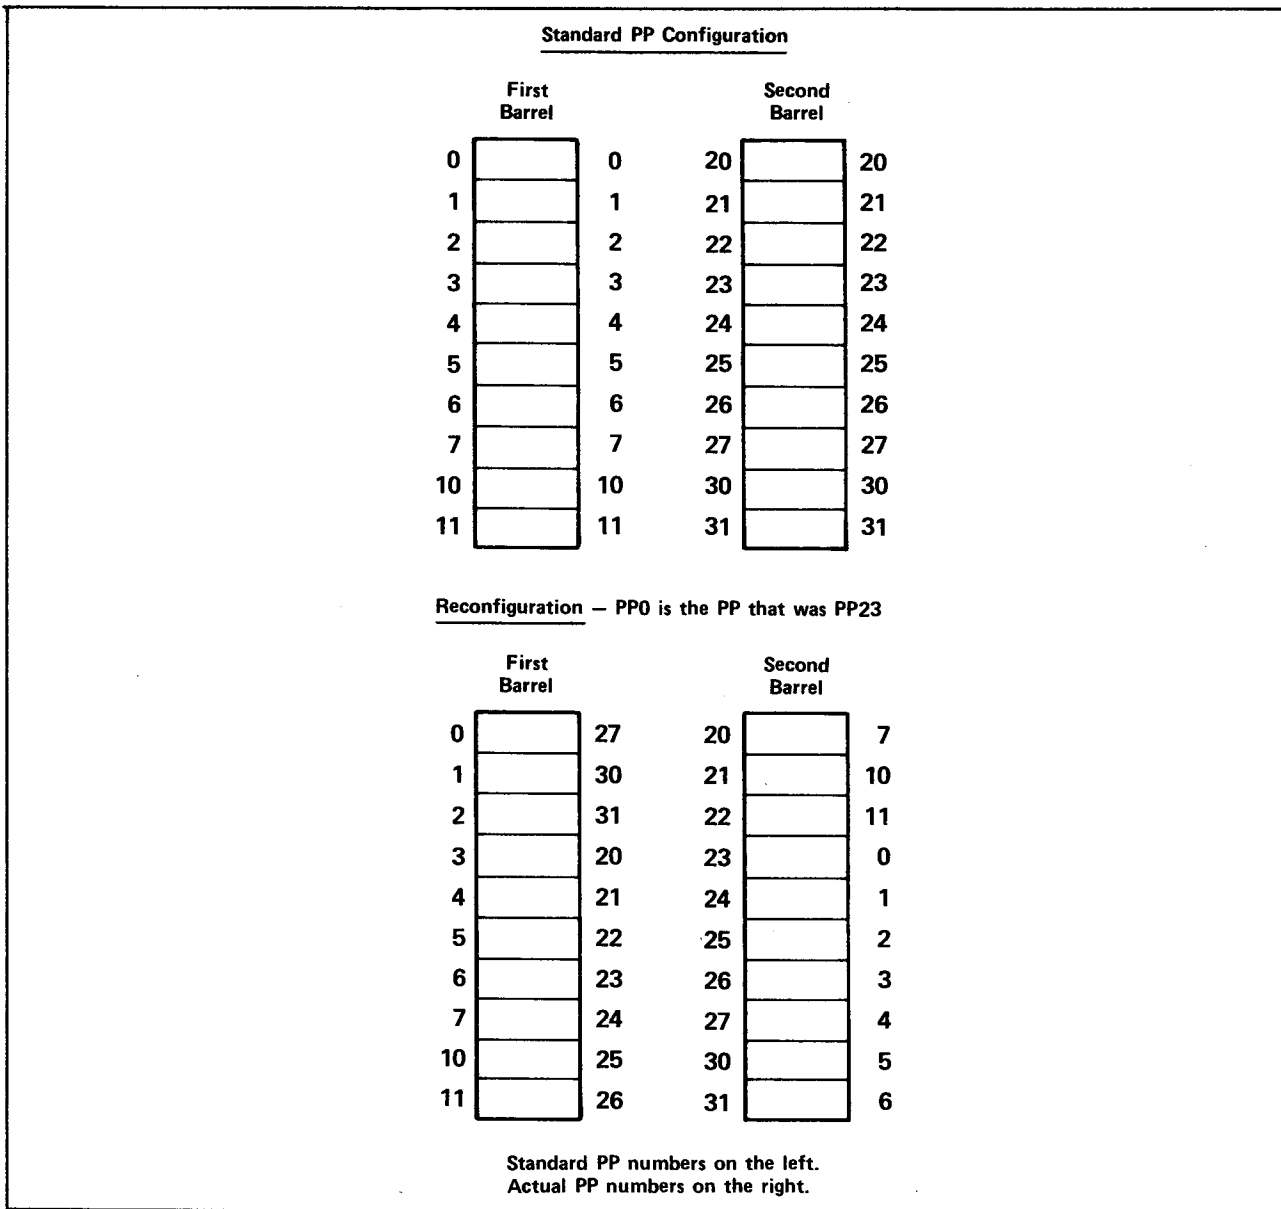 Standard PP Configuration
First Barrel
Second Barrel
0 0 20 20
1 1 21 21
2 2 22 22
3 3 23 23
4 4 24 24
5 5 25 25
6 6 26 26
7 7 27 27
10 10 30 30
11 11 31 31
Reconfiguration — PP0 is the PP that was PP23
First Barrel
Second Barrel
0 27 20 7
1 30 21 10
2 31 22 11
3 20 23 0
4 21 24 1
5 22 25 2
6 23 26 3
7 24 27 4
10 25 30 5
11 26 31 6
Standard PP numbers on the left.
Actual PP numbers on the right.